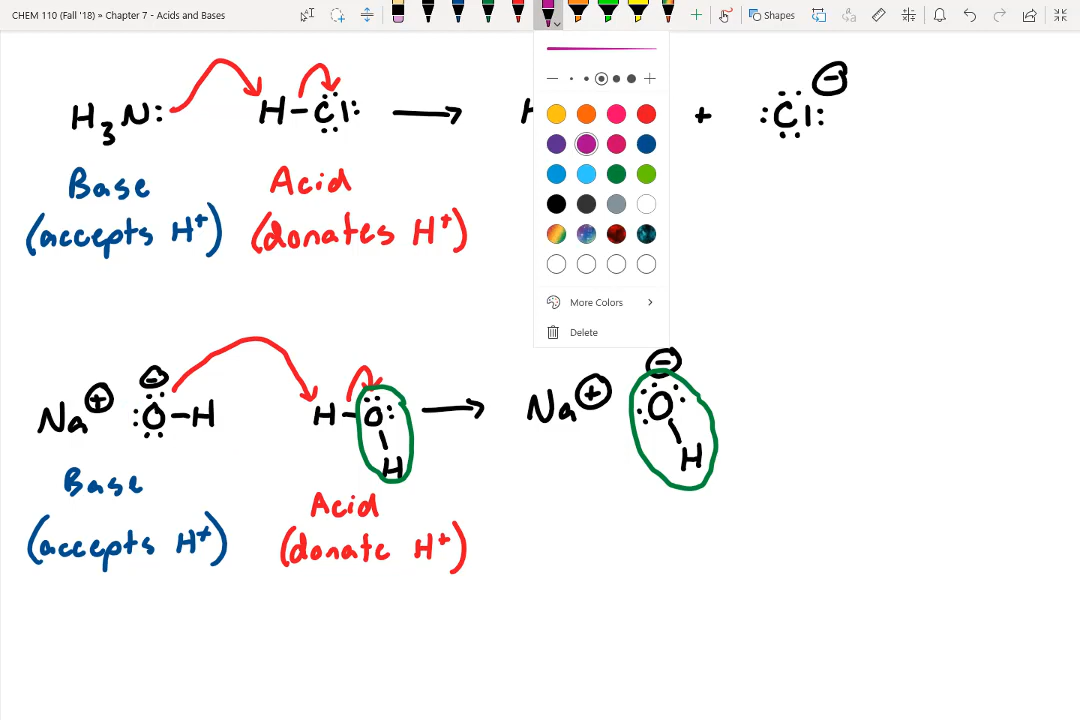 CHEM 110 (Fall '18) » Chapter 7 - Acids and Bases
Shapes
H₃N: H–Cl: → H + :Cl: ⊖
Base Acid
(accepts H⁺) (donates H⁺)
More Colors
Delete
Na⊕ ⊖ :O–H H–O: → Na⊕ ⊖ :O:
H H
Base
Acid
(accepts H⁺) (donate H⁺)